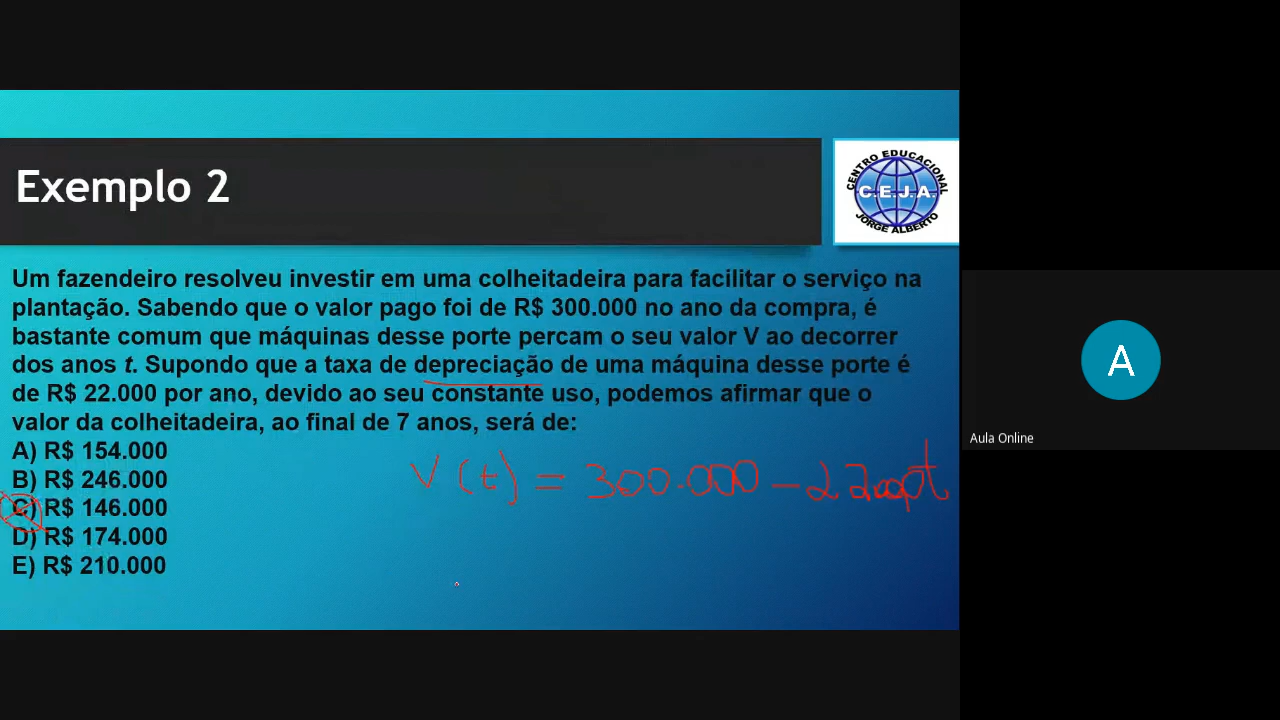 Exemplo 2
CENTRO EDUCACIONAL
C.E.J.A.
JORGE ALBERTO
Um fazendeiro resolveu investir em uma colheitadeira para facilitar o serviço na
plantação. Sabendo que o valor pago foi de R$ 300.000 no ano da compra, é
bastante comum que máquinas desse porte percam o seu valor V ao decorrer
dos anos t. Supondo que a taxa de depreciação de uma máquina desse porte é
de R$ 22.000 por ano, devido ao seu constante uso, podemos afirmar que o
valor da colheitadeira, ao final de 7 anos, será de:
A) R$ 154.000
B) R$ 246.000
C) R$ 146.000
D) R$ 174.000
E) R$ 210.000
V(t) = 300.000 - 22000t
A
Aula Online